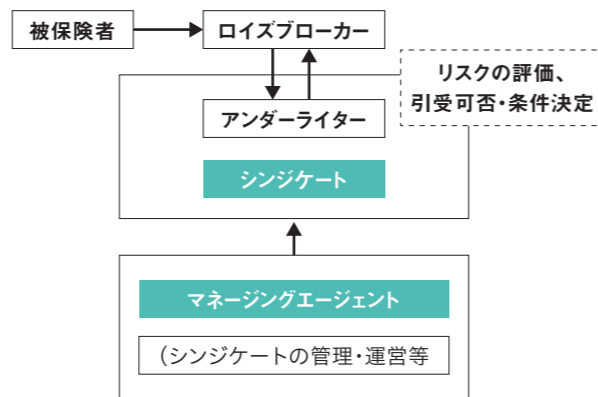 被保険者
ロイズブローカー
リスクの評価、
引受可否・条件決定
アンダーライター
シンジケート
マネージングエージェント
(シンジケートの管理・運営等